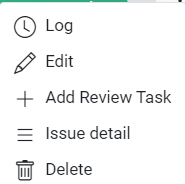 Log
Edit
Add Review Task
Issue detail
Delete